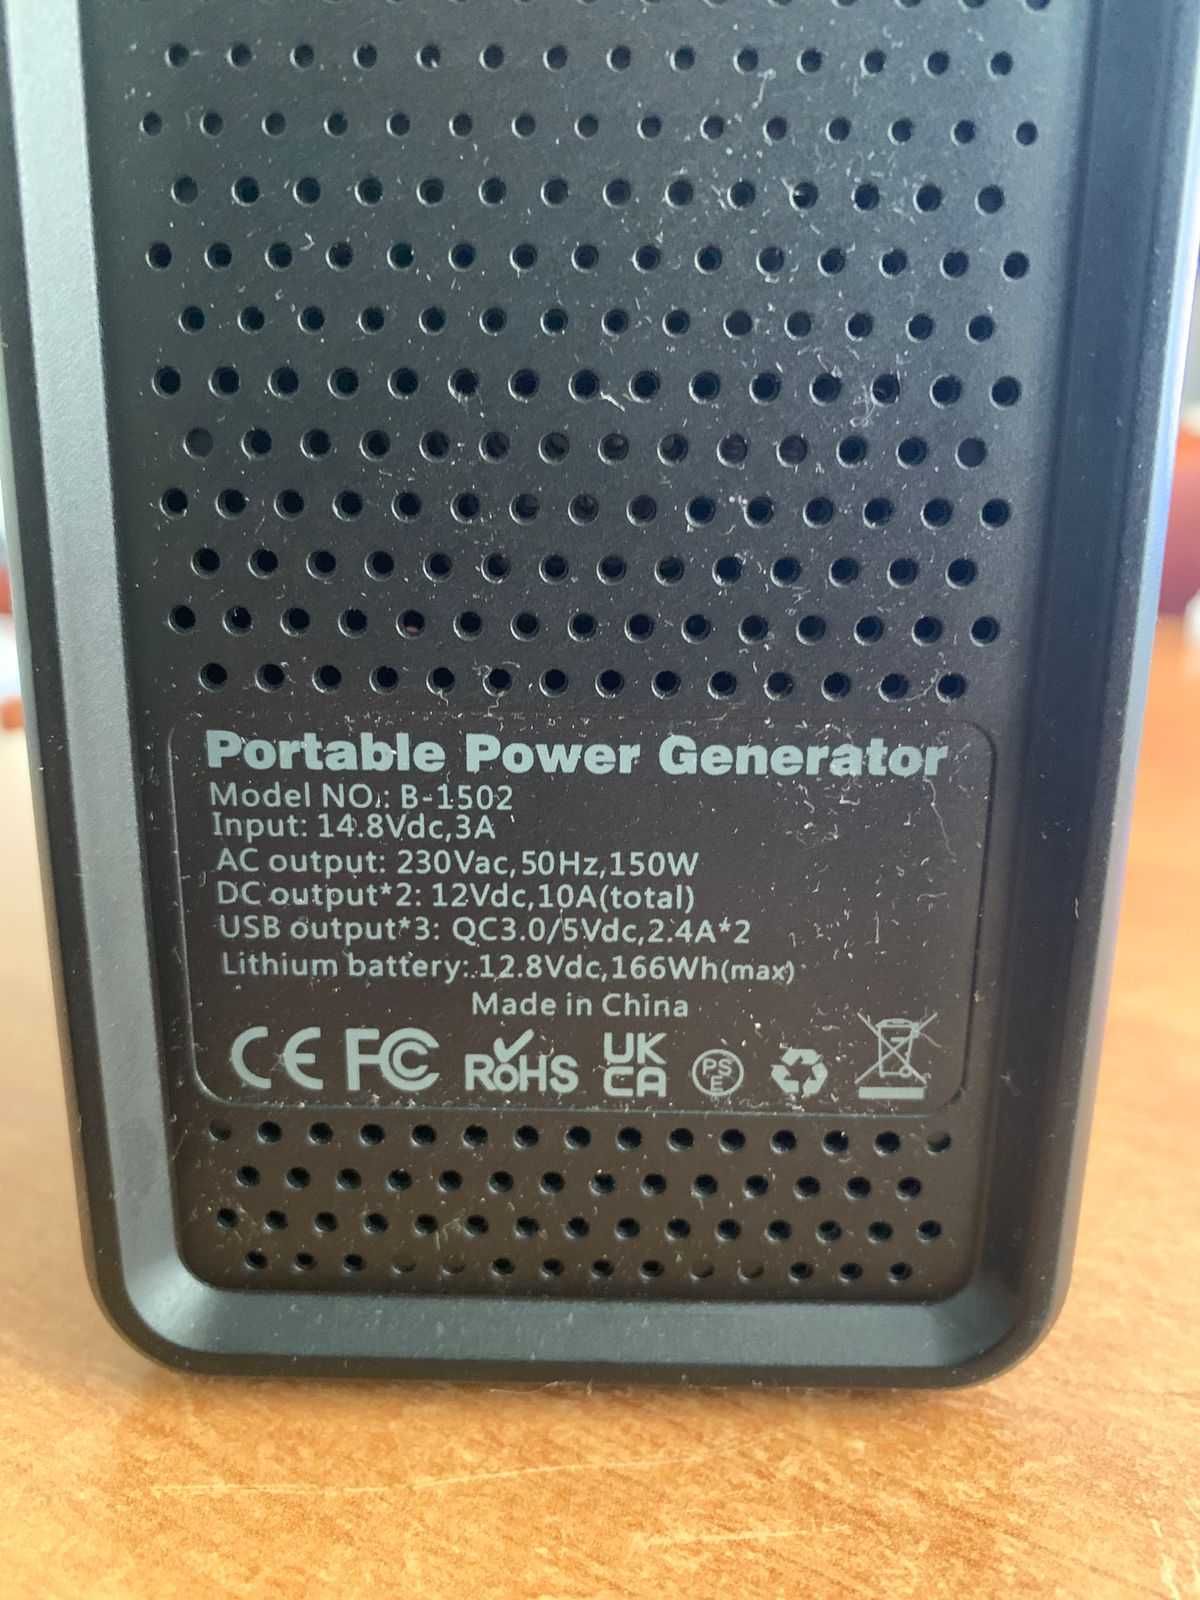 Portable Power Generator
Model NO.: B-1502
Input: 14.8Vdc,3A
AC output: 230Vac,50Hz,150W
DC output*2: 12Vdc,10A(total)
USB output*3: QC3.0/5Vdc,2.4A*2
Lithium battery: 12.8Vdc,166Wh(max)
Made in China
CE FC RoHS UK CA PS E